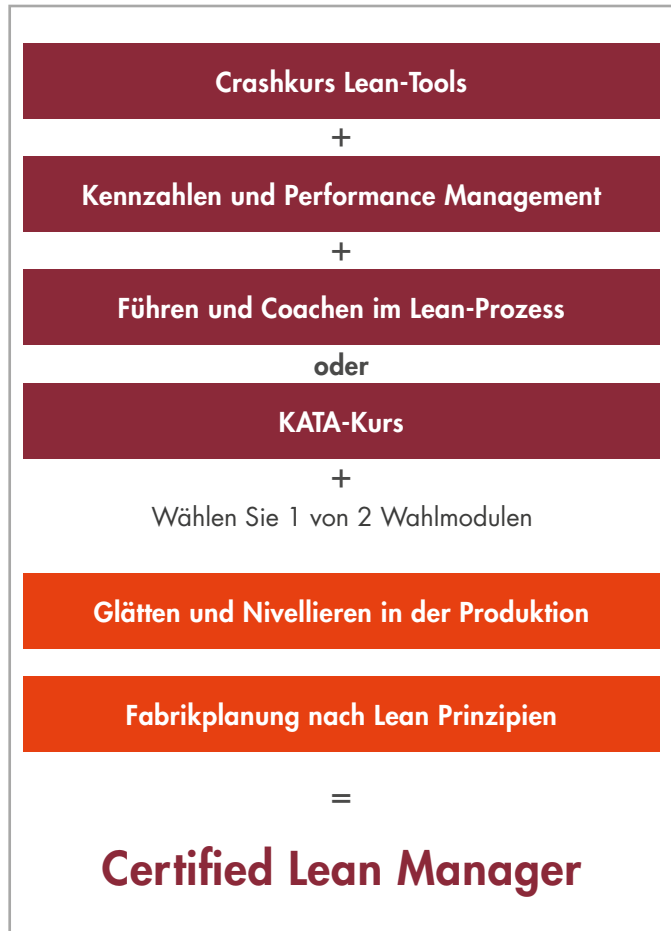 Crashkurs Lean-Tools
+
Kennzahlen und Performance Management
+
Führen und Coachen im Lean-Prozess
oder
KATA-Kurs
+
Wählen Sie 1 von 2 Wahlmodulen
Glätten und Nivellieren in der Produktion
Fabrikplanung nach Lean Prinzipien
=
Certified Lean Manager